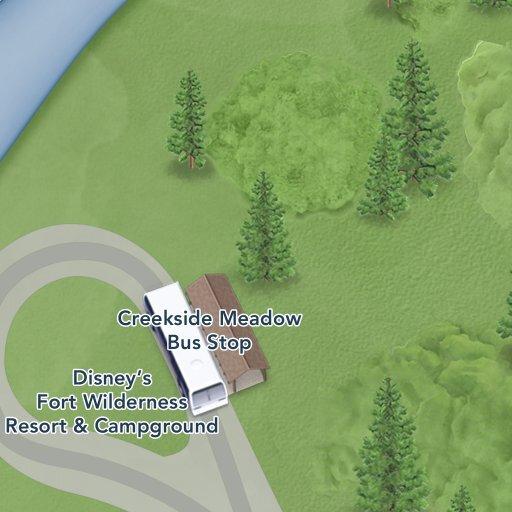 Creekside Meadow
Bus Stop
Disney's
Fort Wilderness
Resort & Campground